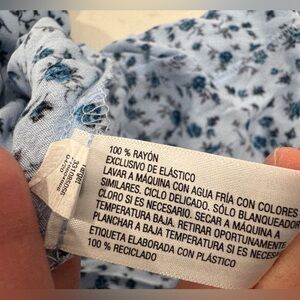 100 % RAYÓN
EXCLUSIVO DE ELÁSTICO
LAVAR A MÁQUINA CON AGUA FRÍA CON COLORES
SIMILARES. CICLO DELICADO. SÓLO BLANQUEADOR
CLORO SI ES NECESARIO. SECAR A MÁQUINA A
TEMPERATURA BAJA. RETIRAR OPORTUNAMENTE
PLANCHAR A BAJA TEMPERATURA SI ES NECESARIO
ETIQUETA ELABORADA CON PLÁSTICO
100 % RECICLADO
Target